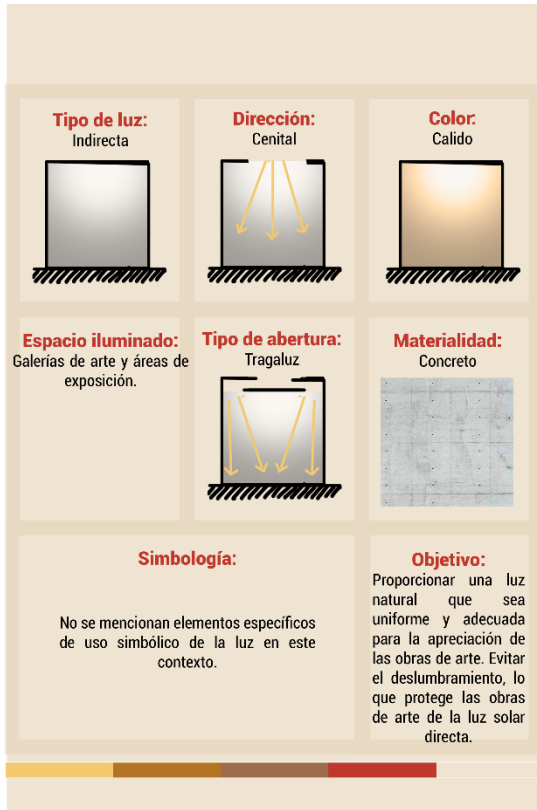 Tipo de luz:
Indirecta
Dirección:
Cenital
Color:
Calido
Espacio iluminado:
Galerías de arte y áreas de
exposición.
Tipo de abertura:
Tragaluz
Materialidad:
Concreto
Simbología:
No se mencionan elementos específicos
de uso simbólico de la luz en este
contexto.
Objetivo:
Proporcionar una luz
natural que sea
uniforme y adecuada
para la apreciación de
las obras de arte. Evitar
el deslumbramiento, lo
que protege las obras
de arte de la luz solar
directa.